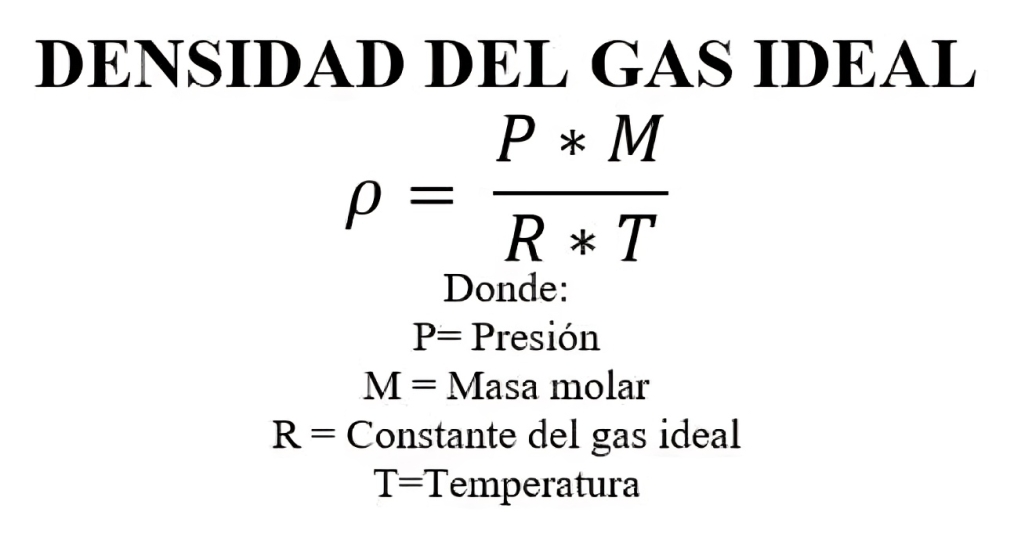 DENSIDAD DEL GAS IDEAL
ρ = P * M / R * T
Donde:
P= Presión
M = Masa molar
R = Constante del gas ideal
T=Temperatura